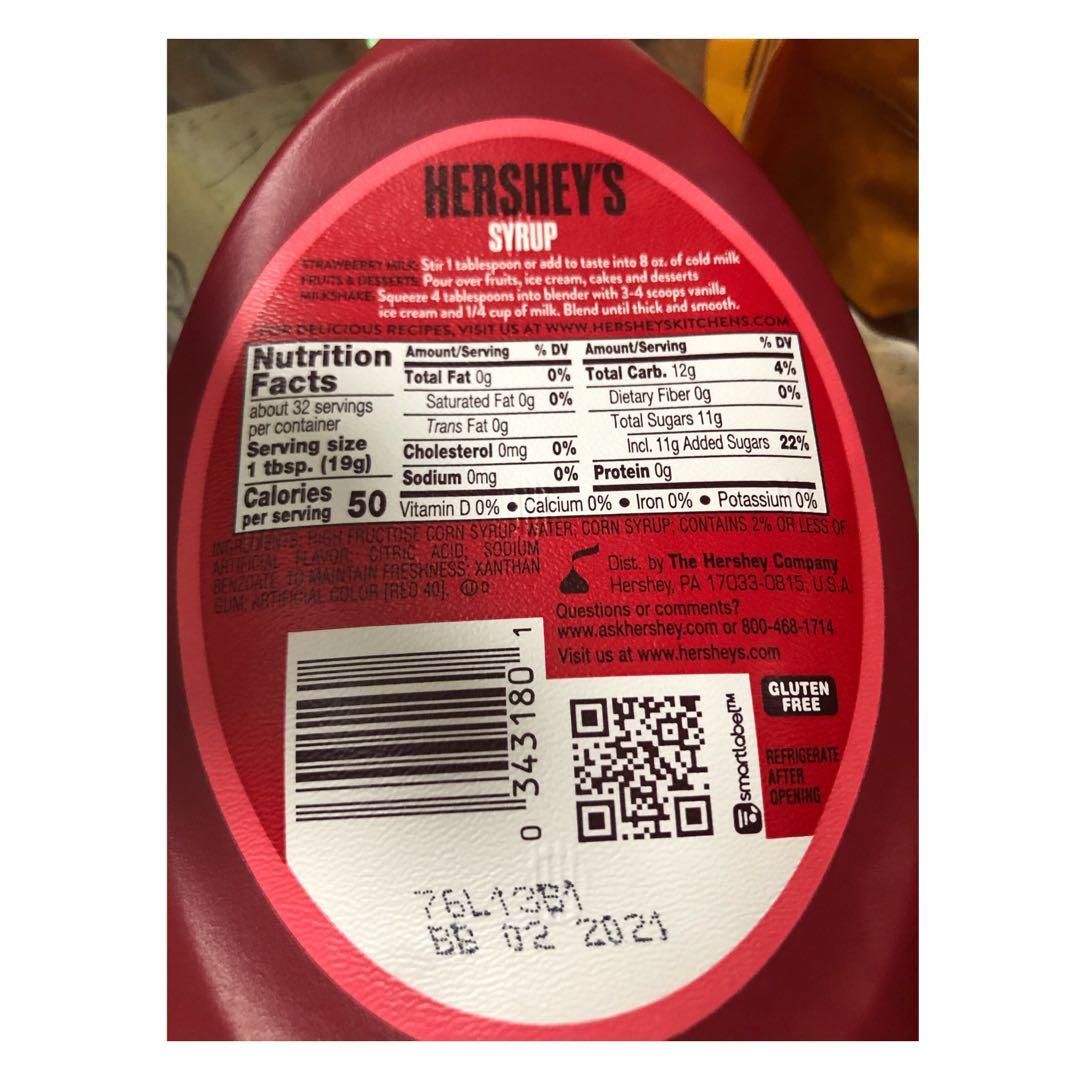 HERSHEY'S
SYRUP
STRAWBERRY MILK: Stir 1 tablespoon or add to taste into 8 oz. of cold milk
FRUITS & DESSERTS: Pour over fruits, ice cream, cakes and desserts
MILKSHAKE: Squeeze 4 tablespoons into blender with 3-4 scoops vanilla
ice cream and 1/4 cup of milk. Blend until thick and smooth.
FOR DELICIOUS RECIPES, VISIT US AT WWW.HERSHEYSKITCHENS.COM
Nutrition
Facts
about 32 servings
per container
Serving size
1 tbsp. (19g)
Calories
per serving 50
Amount/Serving % DV
Total Fat 0g 0%
Saturated Fat 0g 0%
Trans Fat 0g
Cholesterol 0mg 0%
Sodium 0mg 0%
Amount/Serving % DV
Total Carb. 12g 4%
Dietary Fiber 0g 0%
Total Sugars 11g
Incl. 11g Added Sugars 22%
Protein 0g
Vitamin D 0% ● Calcium 0% ● Iron 0% ● Potassium 0%
INGREDIENTS: HIGH FRUCTOSE CORN SYRUP; WATER; CORN SYRUP; CONTAINS 2% OR LESS OF:
ARTIFICIAL FLAVOR; CITRIC ACID; SODIUM
BENZOATE, TO MAINTAIN FRESHNESS; XANTHAN
GUM; ARTIFICIAL COLOR [RED 40]. Ⓤ D
Dist. by The Hershey Company
Hershey, PA 17033-0815, U.S.A.
Questions or comments?
www.askhershey.com or 800-468-1714
Visit us at www.hersheys.com
0 343180 1
smartlabel™
GLUTEN
FREE
REFRIGERATE
AFTER
OPENING
76L13B1
BB 02 2021